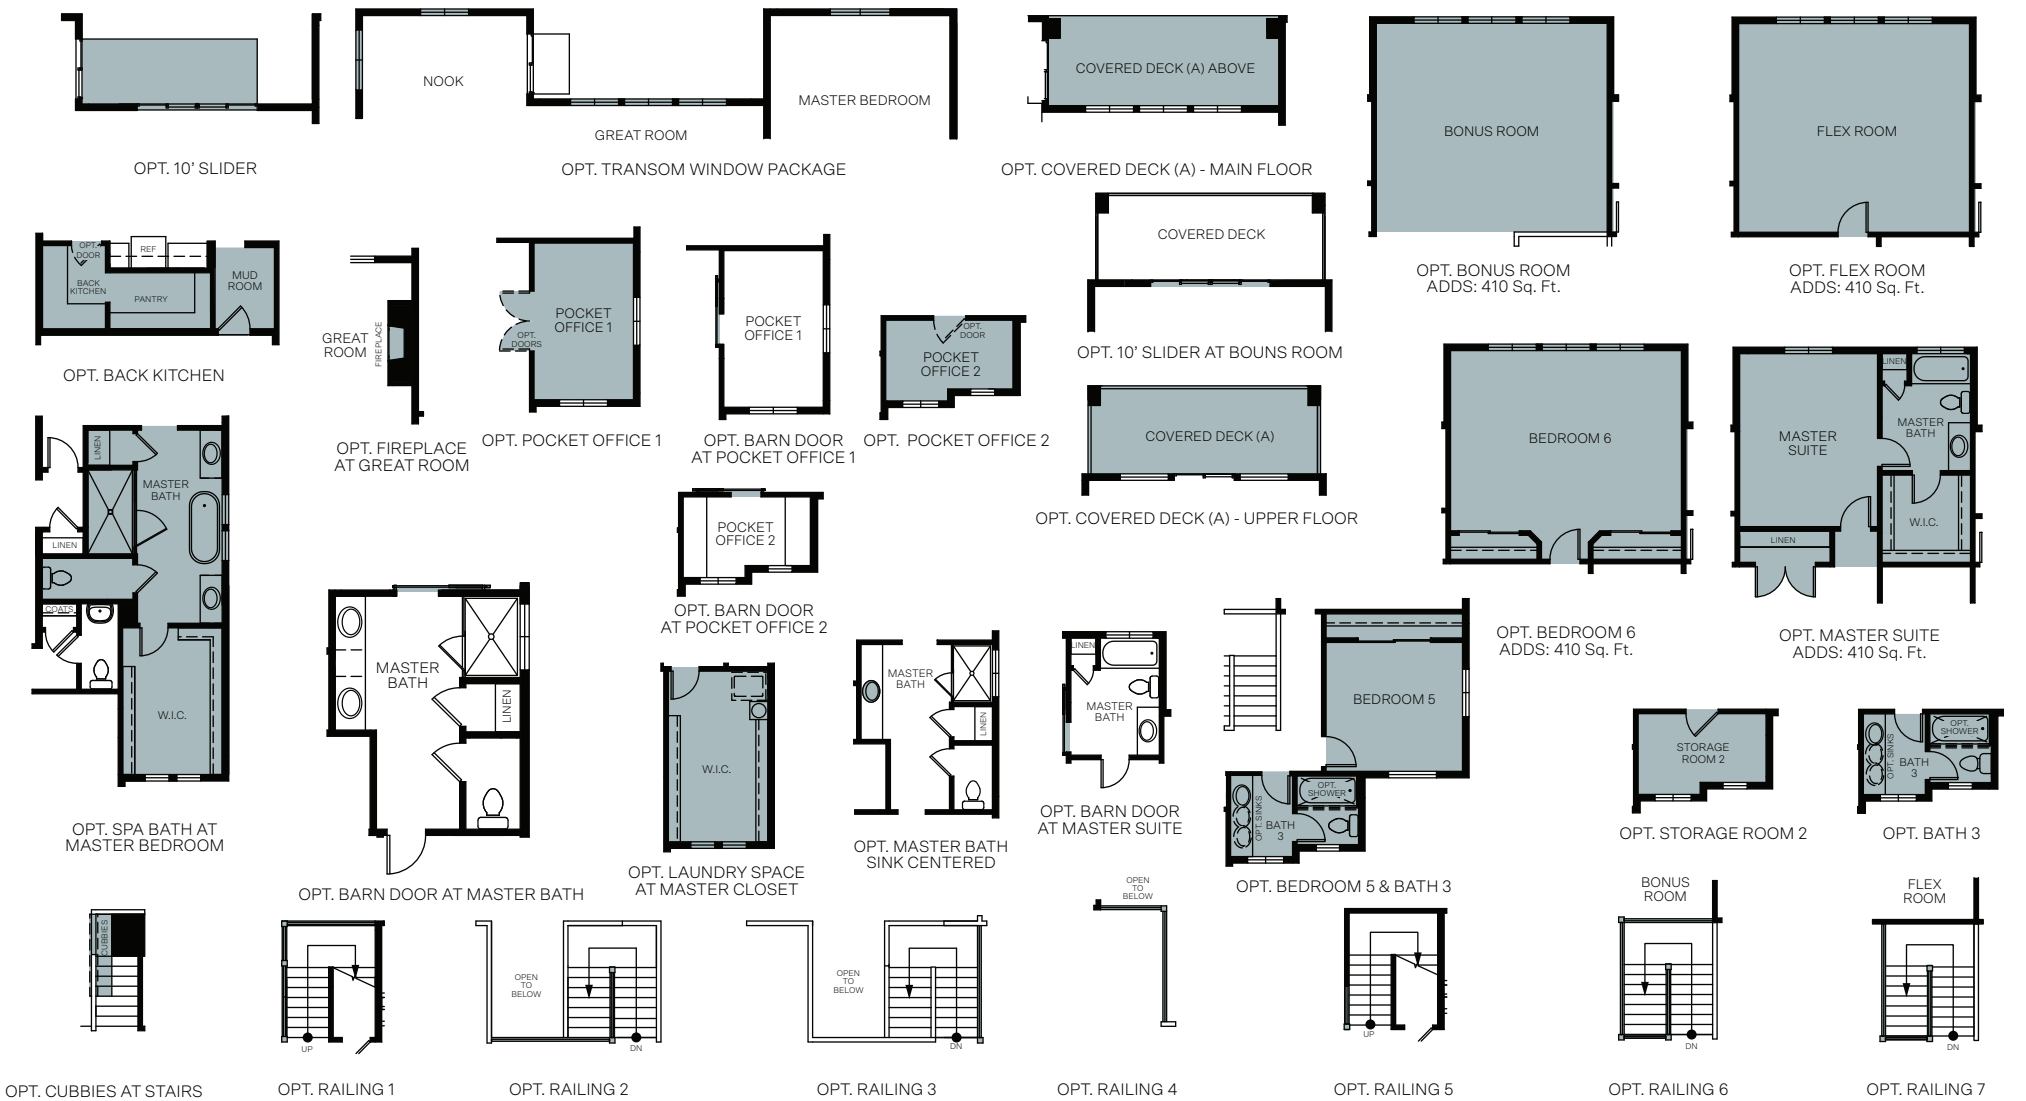 OPT. 10' SLIDER
NOOK
GREAT ROOM
MASTER BEDROOM
OPT. TRANSOM WINDOW PACKAGE
COVERED DECK (A) ABOVE
OPT. COVERED DECK (A) - MAIN FLOOR
BONUS ROOM
OPT. BONUS ROOM
ADDS: 410 Sq. Ft.
FLEX ROOM
OPT. FLEX ROOM
ADDS: 410 Sq. Ft.
OPT.
DOOR
REF
BACK
KITCHEN
PANTRY
MUD
ROOM
OPT. BACK KITCHEN
GREAT
ROOM
FIREPLACE
OPT. FIREPLACE
AT GREAT ROOM
POCKET
OFFICE 1
OPT.
DOORS
OPT. POCKET OFFICE 1
POCKET
OFFICE 1
OPT. BARN DOOR
AT POCKET OFFICE 1
OPT.
DOOR
POCKET
OFFICE 2
OPT. POCKET OFFICE 2
COVERED DECK
OPT. 10' SLIDER AT BOUNS ROOM
COVERED DECK (A)
OPT. COVERED DECK (A) - UPPER FLOOR
BEDROOM 6
OPT. BEDROOM 6
ADDS: 410 Sq. Ft.
LINEN
MASTER
BATH
MASTER
SUITE
W.I.C.
LINEN
OPT. MASTER SUITE
ADDS: 410 Sq. Ft.
LINEN
MASTER
BATH
LINEN
COATS
W.I.C.
OPT. SPA BATH AT
MASTER BEDROOM
MASTER
BATH
LINEN
OPT. BARN DOOR AT MASTER BATH
POCKET
OFFICE 2
OPT. BARN DOOR
AT POCKET OFFICE 2
W.I.C.
OPT. LAUNDRY SPACE
AT MASTER CLOSET
MASTER
BATH
LINEN
OPT. MASTER BATH
SINK CENTERED
LINEN
MASTER
BATH
OPT. BARN DOOR
AT MASTER SUITE
BEDROOM 5
OPT.
SHOWER
OPT. SINKS
BATH
3
OPT. BEDROOM 5 & BATH 3
STORAGE
ROOM 2
OPT. STORAGE ROOM 2
OPT.
SHOWER
OPT. SINKS
BATH
3
OPT. BATH 3
CUBBIES
OPT. CUBBIES AT STAIRS
UP
OPT. RAILING 1
OPEN
TO
BELOW
DN
OPT. RAILING 2
OPEN
TO
BELOW
DN
OPT. RAILING 3
OPEN
TO
BELOW
OPT. RAILING 4
UP
OPT. RAILING 5
BONUS
ROOM
DN
OPT. RAILING 6
FLEX
ROOM
DN
OPT. RAILING 7